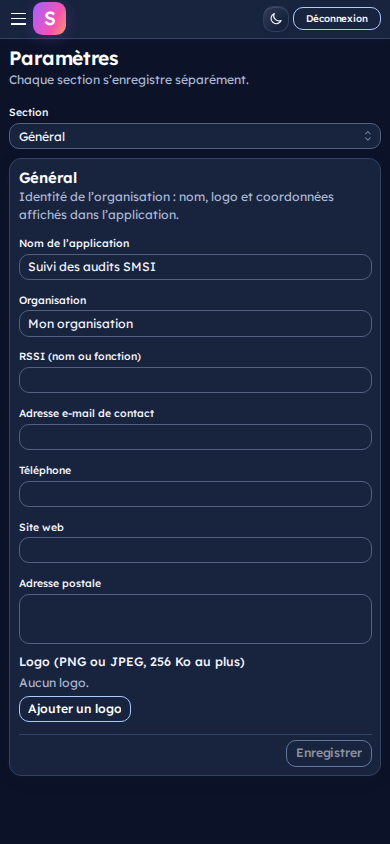 S
Déconnexion
Paramètres
Chaque section s’enregistre séparément.
Section
Général
Général
Identité de l’organisation : nom, logo et coordonnées
affichés dans l’application.
Nom de l’application
Suivi des audits SMSI
Organisation
Mon organisation
RSSI (nom ou fonction)
Adresse e-mail de contact
Téléphone
Site web
Adresse postale
Logo (PNG ou JPEG, 256 Ko au plus)
Aucun logo.
Ajouter un logo
Enregistrer